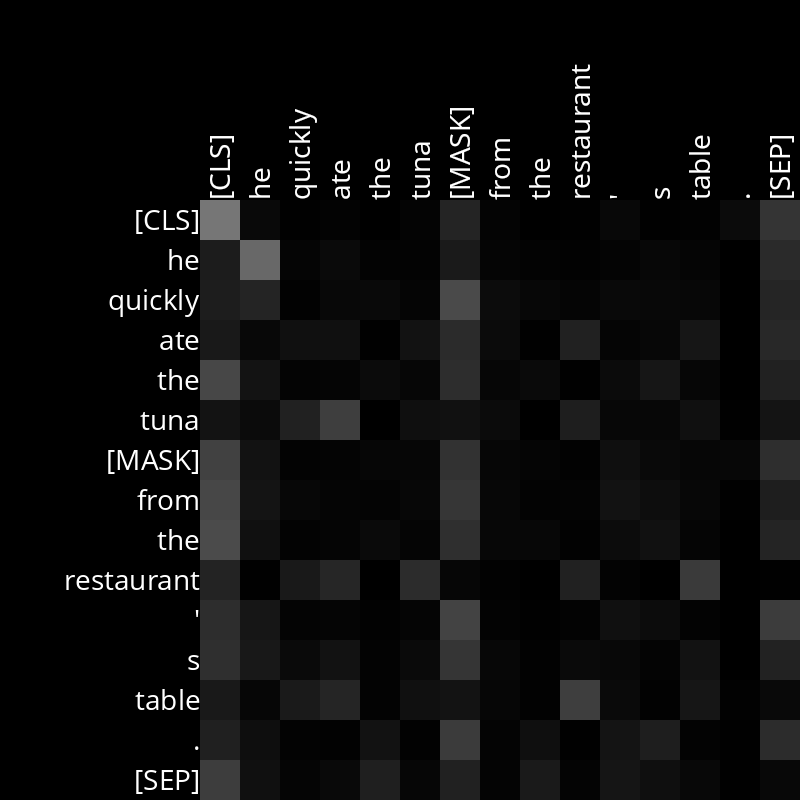 [CLS] he quickly ate the tuna [MASK] from the restaurant ' s table . [SEP]
[CLS]
he
quickly
ate
the
tuna
[MASK]
from
the
restaurant
'
s
table
.
[SEP]